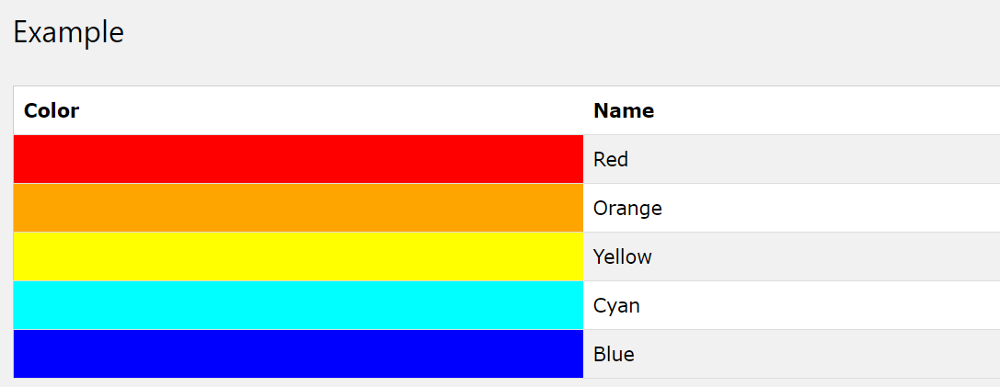 Example
Color Name
Red
Orange
Yellow
Cyan
Blue